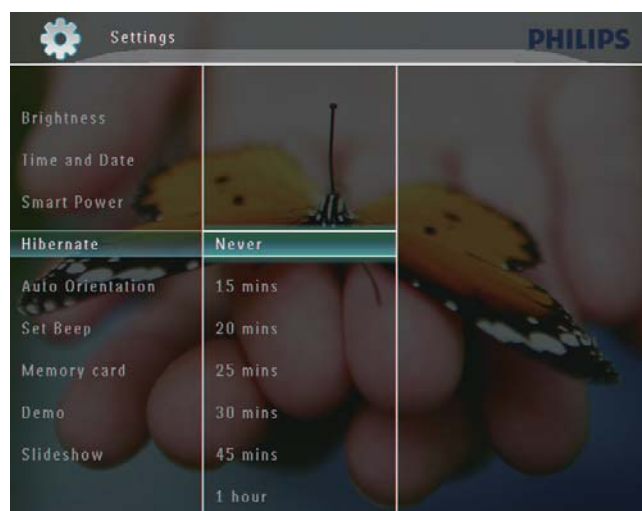 Settings
PHILIPS
Brightness
Time and Date
Smart Power
Hibernate
Auto Orientation
Set Beep
Memory card
Demo
Slideshow
Never
15 mins
20 mins
25 mins
30 mins
45 mins
1 hour